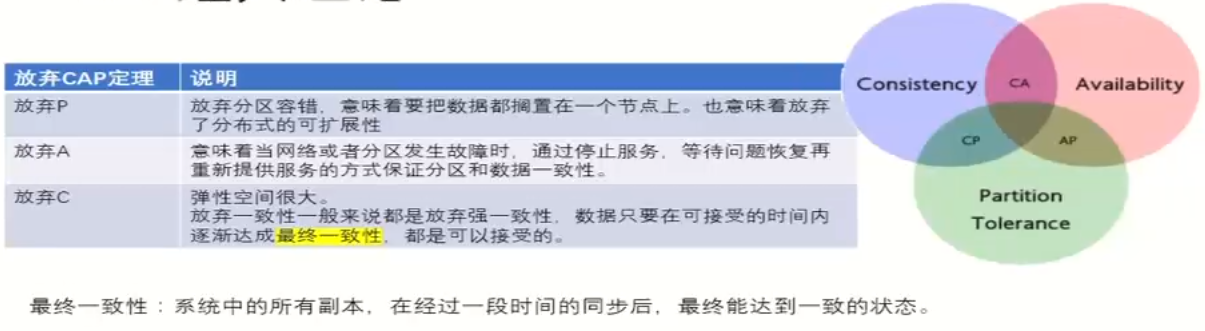 放弃CAP定理 说明
放弃P 放弃分区容错，意味着要把数据都搁置在一个节点上。也意味着放弃
了分布式的可扩展性
放弃A 意味着当网络或者分区发生故障时，通过停止服务，等待问题恢复再
重新提供服务的方式保证分区和数据一致性。
放弃C 弹性空间很大。
放弃一致性一般来说都是放弃强一致性，数据只要在可接受的时间内
逐渐达成最终一致性，都是可以接受的。
Consistency CA Availability
CP AP
Partition
Tolerance
最终一致性：系统中的所有副本，在经过一段时间的同步后，最终能达到一致的状态。